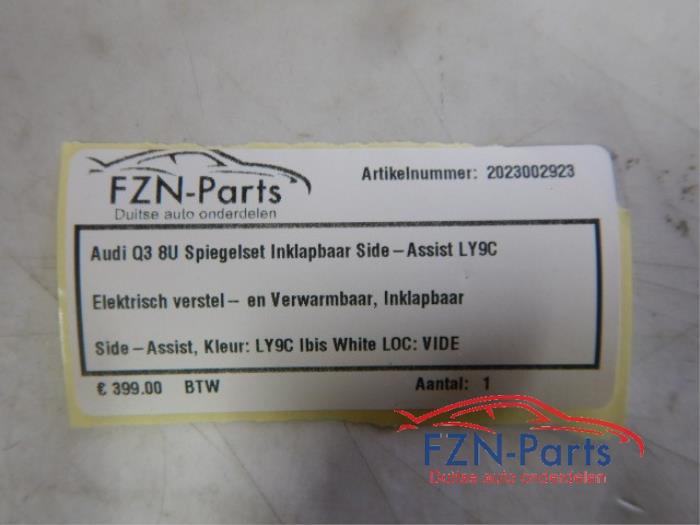 FZN-Parts
Duitse auto onderdelen
Artikelnummer: 2023002923
Audi Q3 8U Spiegelset Inklapbaar Side-Assist LY9C
Elektrisch verstel- en Verwarmbaar, Inklapbaar
Side-Assist, Kleur: LY9C Ibis White LOC: VIDE
€ 399.00 BTW
Aantal: 1
FZN-Parts
Duitse auto onderdelen